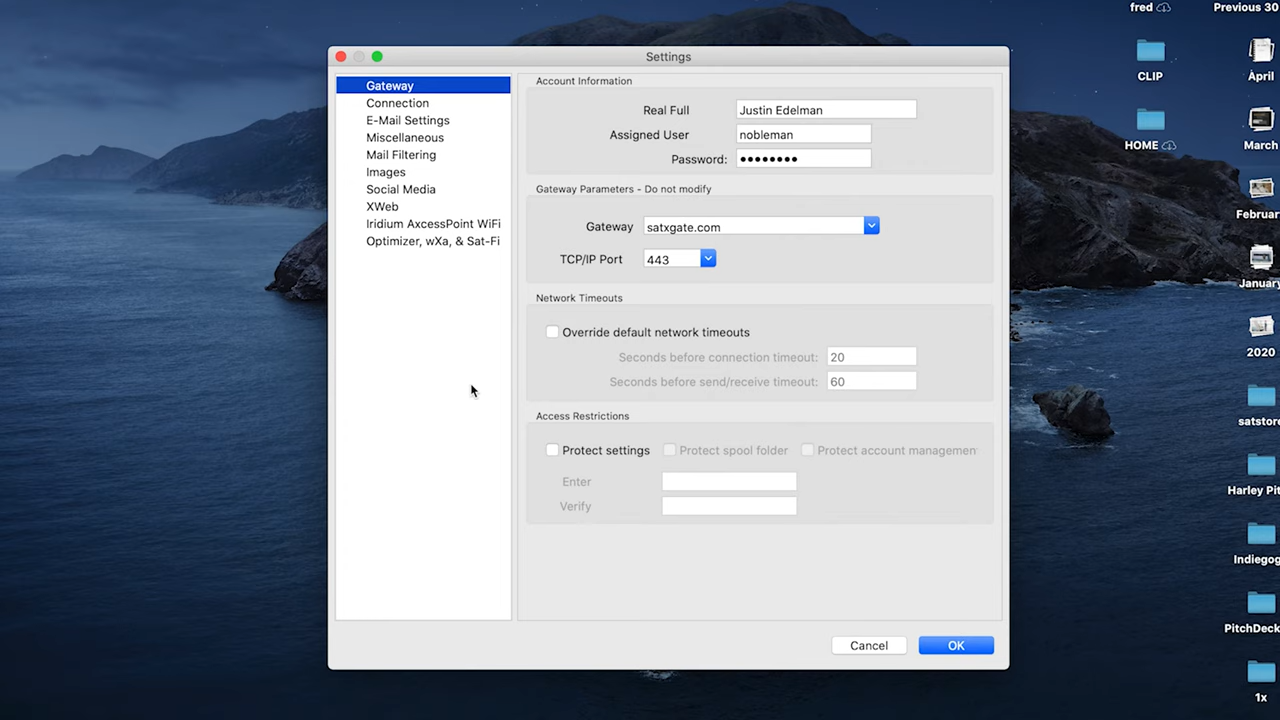 fred
Previous 30
Settings
Gateway
Connection
E-Mail Settings
Miscellaneous
Mail Filtering
Images
Social Media
XWeb
Iridium AxcessPoint WiFi
Optimizer, wXa, & Sat-Fi
Account Information
Real Full
Justin Edelman
Assigned User
nobleman
Password:
••••••••
Gateway Parameters - Do not modify
Gateway
satxgate.com
TCP/IP Port
443
Network Timeouts
Override default network timeouts
Seconds before connection timeout:
20
Seconds before send/receive timeout:
60
Access Restrictions
Protect settings
Protect spool folder
Protect account managemen
Enter
Verify
Cancel
OK
CLIP
April
HOME
March
Februar
January
2020
satstore
Harley Pit
Indiegog
PitchDeck
1x